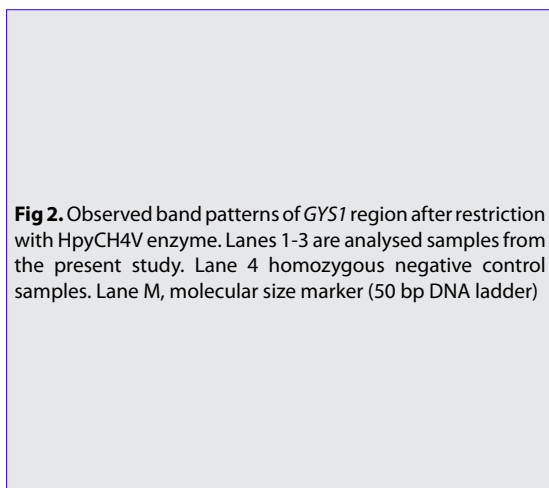 Fig 2. Observed band patterns of GYS1 region after restriction
with HpyCH4V enzyme. Lanes 1-3 are analysed samples from
the present study. Lane 4 homozygous negative control
samples. Lane M, molecular size marker (50 bp DNA ladder)